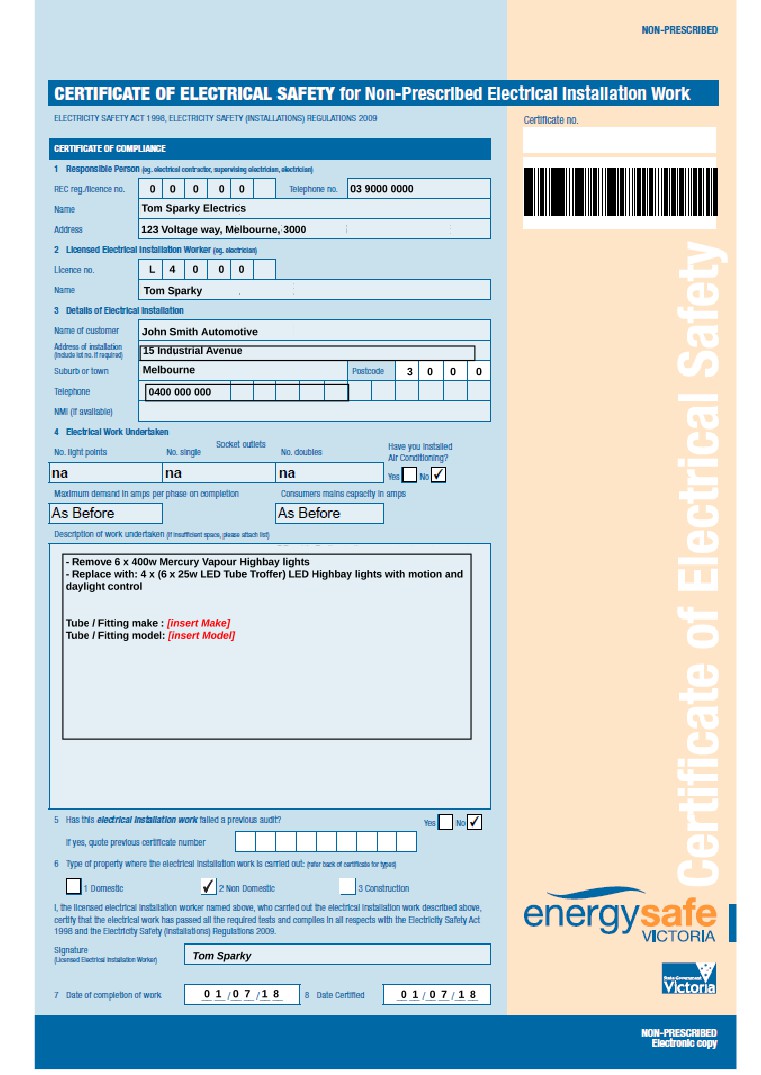 NON-PRESCRIBED
CERTIFICATE OF ELECTRICAL SAFETY for Non-Prescribed Electrical Installation Work
ELECTRICITY SAFETY ACT 1998, ELECTRICITY SAFETY (INSTALLATIONS) REGULATIONS 2009
Certificate no.
CERTIFICATE OF COMPLIANCE
1 Responsible Person (eg. electrical contractor, supervising electrician, electrician)
REC reg./licence no. 0 0 0 0 0 Telephone no. 03 9000 0000
Name Tom Sparky Electrics
Address 123 Voltage way, Melbourne, 3000
2 Licensed Electrical Installation Worker (eg. electrician)
Licence no. L 4 0 0 0
Name Tom Sparky
3 Details of Electrical Installation
Name of customer John Smith Automotive
Address of installation 15 Industrial Avenue
(include lot no. if required)
Suburb or town Melbourne Postcode 3 0 0 0
Telephone 0400 000 000
NMI (if available)
4 Electrical Work Undertaken
Socket outlets
No. light points No. single No. doubles Have you installed Air Conditioning?
na na na Yes No ✓
Maximum demand in amps per phase on completion Consumers mains capacity in amps
As Before As Before
Description of work undertaken (if insufficient space, please attach list)
- Remove 6 x 400w Mercury Vapour Highbay lights
- Replace with: 4 x (6 x 25w LED Tube Troffer) LED Highbay lights with motion and
daylight control
Tube / Fitting make : [insert Make]
Tube / Fitting model: [insert Model]
5 Has this electrical installation work failed a previous audit? Yes No ✓
If yes, quote previous certificate number
6 Type of property where the electrical installation work is carried out: (refer back of certificate for types)
1 Domestic ✓ 2 Non Domestic 3 Construction
I, the licensed electrical installation worker named above, who carried out the electrical work described above,
certify that the electrical work has passed all the required tests and complies in all respects with the Electricity Safety Act
1998 and the Electricity Safety (Installations) Regulations 2009.
Signature Tom Sparky
(Licensed Electrical Installation Worker)
7 Date of completion of work 01/07/18 8 Date Certified 01/07/18
Certificate of Electrical Safety
energysafe
VICTORIA
Victoria
NON-PRESCRIBED
Electronic copy